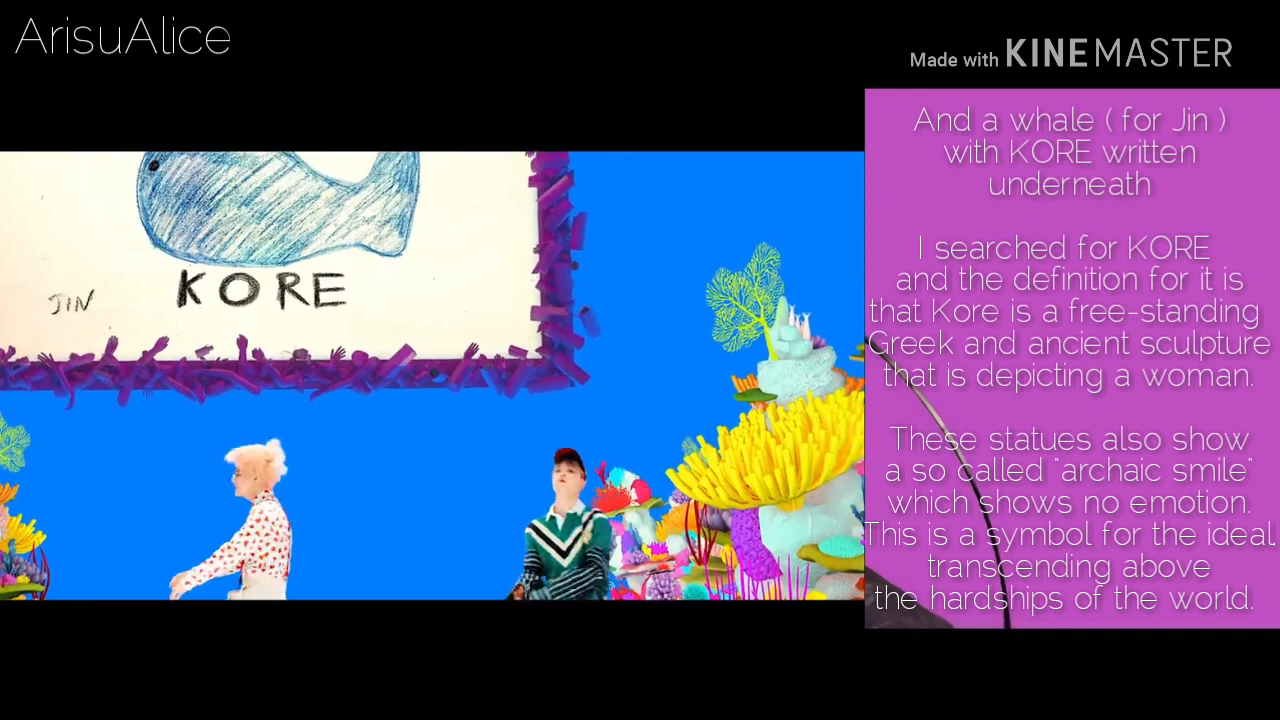 ArisuAlice
Made with KINEMASTER
And a whale ( for Jin )
with KORE written
underneath
I searched for KORE
and the definition for it is
that Kore is a free-standing
Greek and ancient sculpture
that is depicting a woman.
These statues also show
a so called "archaic smile"
which shows no emotion.
This is a symbol for the ideal,
transcending above
the hardships of the world.
KORE
JIN